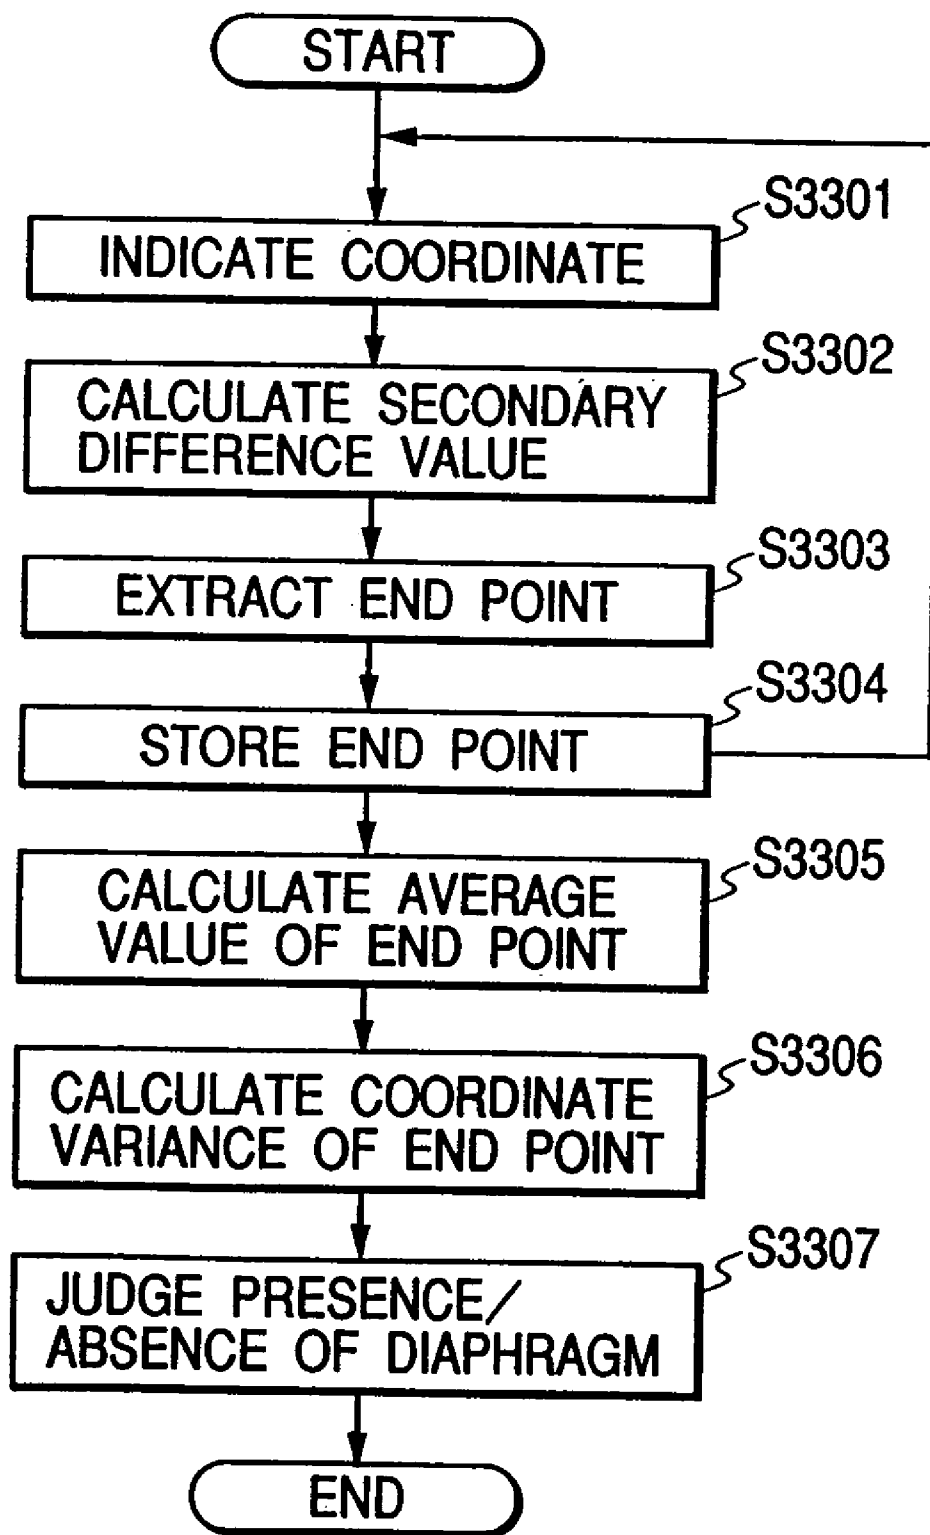 START
S3301
INDICATE COORDINATE
S3302
CALCULATE SECONDARY
DIFFERENCE VALUE
S3303
EXTRACT END POINT
S3304
STORE END POINT
S3305
CALCULATE AVERAGE
VALUE OF END POINT
S3306
CALCULATE COORDINATE
VARIANCE OF END POINT
S3307
JUDGE PRESENCE/
ABSENCE OF DIAPHRAGM
END